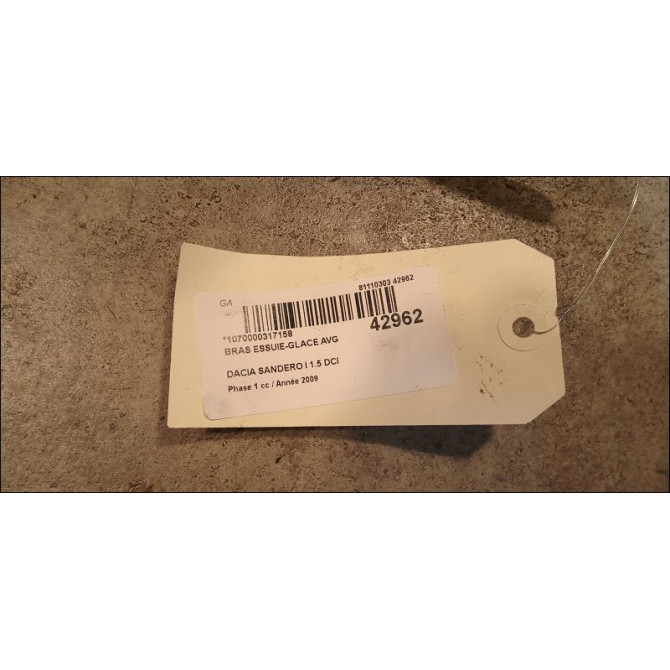 GA
81110303 42962
*1070000317159
42962
BRAS ESSUIE-GLACE AVG
DACIA SANDERO I 1.5 DCI
Phase 1 cc / Année 2009